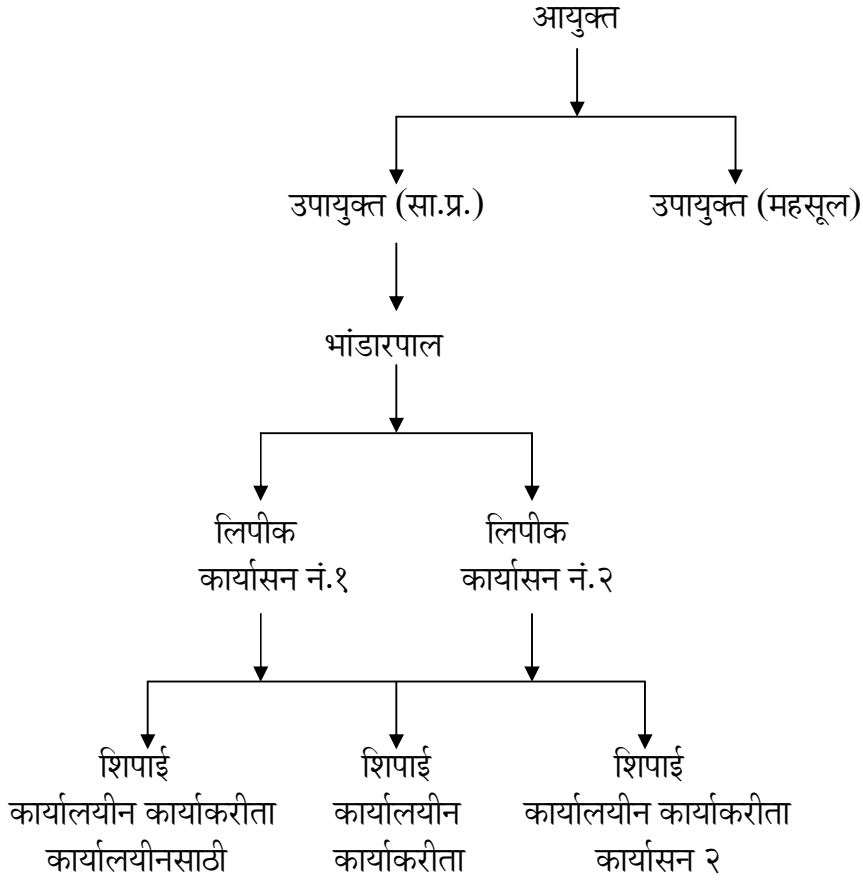 आयुक्त
उपायुक्त (सा.प्र.) उपायुक्त (महसूल)
भांडारपाल
लिपीक लिपीक
कार्यासन नं.१ कार्यासन नं.२
शिपाई शिपाई शिपाई
कार्यालयीन कार्याकरीता कार्यालयीन कार्यालयीन कार्याकरीता
कार्यालयीनसाठी कार्याकरीता कार्यासन २